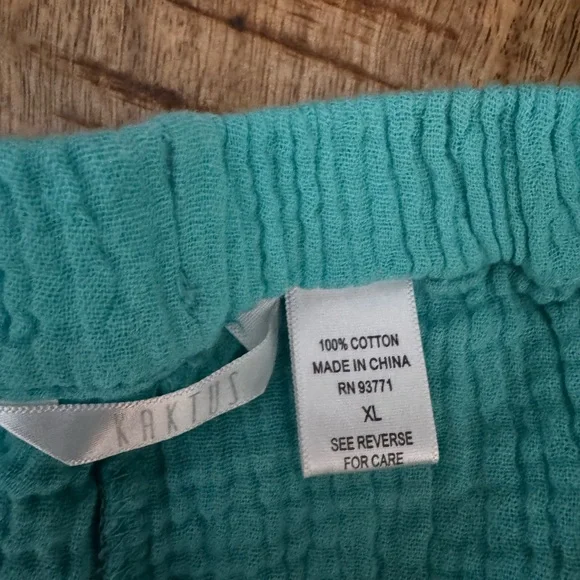 KAKTUS
100% COTTON
MADE IN CHINA
RN 93771
XL
SEE REVERSE
FOR CARE